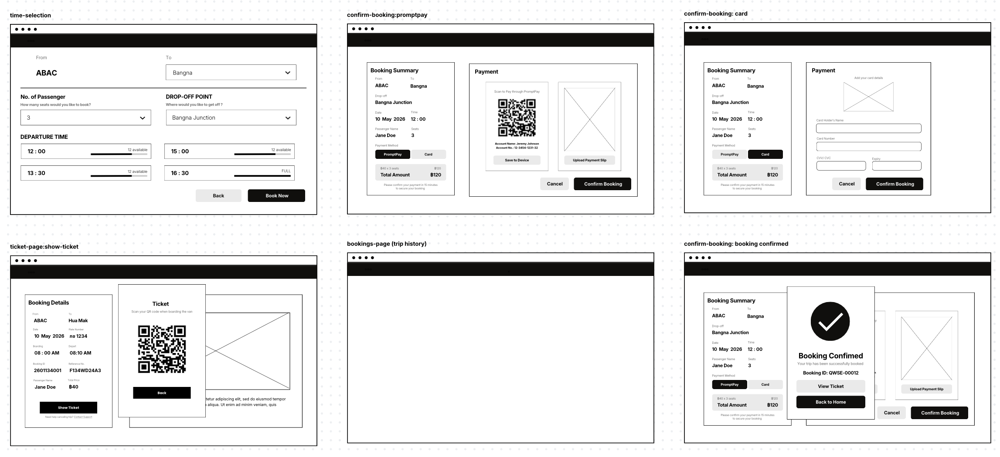 time-selection
From
To
ABAC
Bangna
No. of Passenger
DROP-OFF POINT
How many seats would you like to book?
Where would you like to get off ?
3
Bangna Junction
DEPARTURE TIME
12 : 00
12 available
15 : 00
12 available
13 : 30
12 available
16 : 30
FULL
Back
Book Now
confirm-booking:promptpay
Booking Summary
From
To
ABAC
Bangna
Drop-off
Bangna Junction
Date
Time
10 May 2026
12 : 00
Passenger Name
Seats
Jane Doe
3
Payment Method
PromptPay
Card
฿40 x 3 seats
฿120
Total Amount
฿120
Please confirm your payment in 15 minutes
to secure your booking
Payment
Scan to Pay through PromptPay
Account Name: Jeremy Johnson
Account No.: 12-3454-1231-32
Save to Device
Upload Payment Slip
Cancel
Confirm Booking
confirm-booking: card
Booking Summary
From
To
ABAC
Bangna
Drop-off
Bangna Junction
Date
Time
10 May 2026
12 : 00
Passenger Name
Seats
Jane Doe
3
Payment Method
PromptPay
Card
฿40 x 3 seats
฿120
Total Amount
฿120
Please confirm your payment in 15 minutes
to secure your booking
Payment
Add your card details
Card Holder's Name
Card Number
CVV/ CVC
Expiry
Cancel
Confirm Booking
ticket-page:show-ticket
Booking Details
From
To
ABAC
Hua Mak
Date
Plate Number
10 May 2026
กข 1234
Boarding
Depart
08 : 00 AM
08:10 AM
Booking ID
Reference No.
2601134001
F134WD24A3
Passenger Name
Total Price
Jane Doe
฿40
Show Ticket
Need help canceling trip? Contact Support
Ticket
Scan your QR code when boarding the van
Back
tetur adipiscing elit, sed do eiusmod tempor
aliqua. Ut enim ad minim veniam, quis
bookings-page (trip history)
confirm-booking: booking confirmed
Booking Summary
From
To
ABAC
Bangna
Drop-off
Bangna Junction
Date
Time
10 May 2026
12 : 00
Passenger Name
Seats
Jane Doe
3
Payment Method
PromptPay
Card
฿40 x 3 seats
฿120
Total Amount
฿120
Please confirm your payment in 15 minutes
to secure your booking
Booking Confimed
Your trip has been successfully booked
Booking ID: QWSE-00012
View Ticket
Back to Home
Upload Payment Slip
Cancel
Confirm Booking